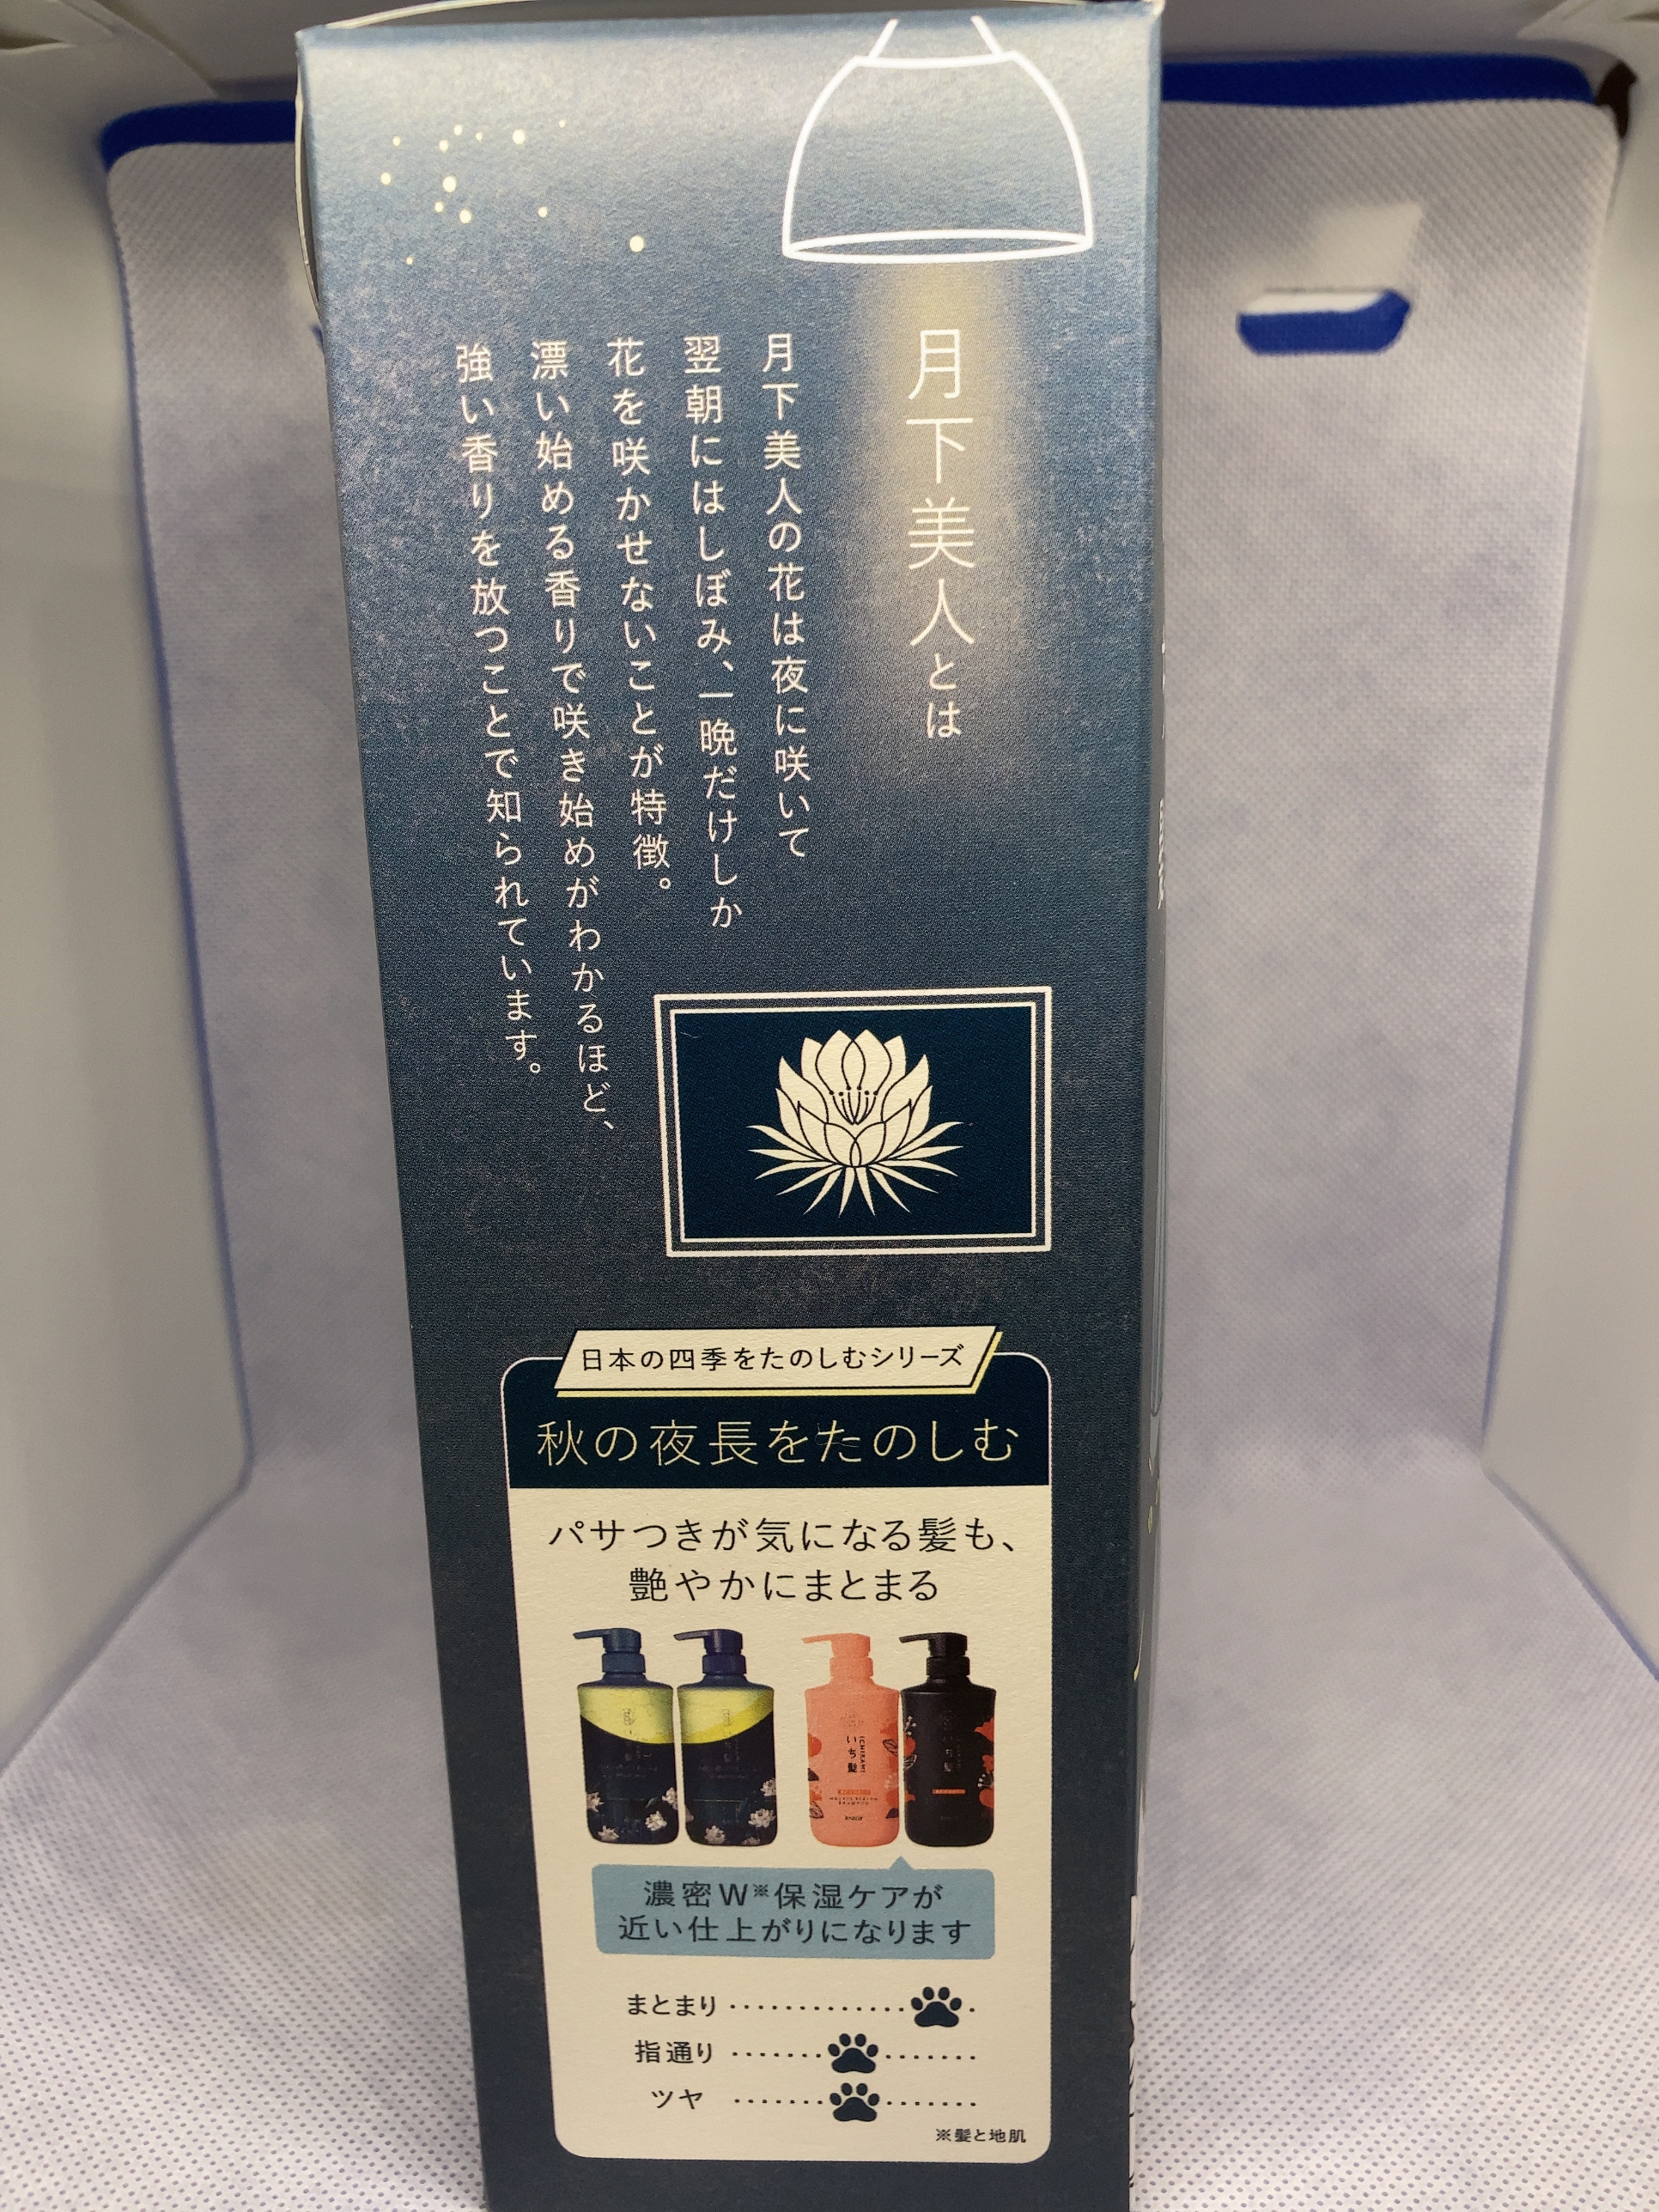 月下美人とは
月下美人の花は夜に咲いて
翌朝にはしぼみ、一晩だけしか
花を咲かせないことが特徴。
漂い始める香りで咲き始めがわかるほど、
強い香りを放つことで知られています。
日本の四季をたのしむシリーズ
秋の夜長をたのしむ
パサつきが気になる髪も、
艶やかにまとまる
ICHIKAMI
いち髪
濃密W※保湿ケアが
近い仕上がりになります
まとまり
指通り
ツヤ
※髪と地肌